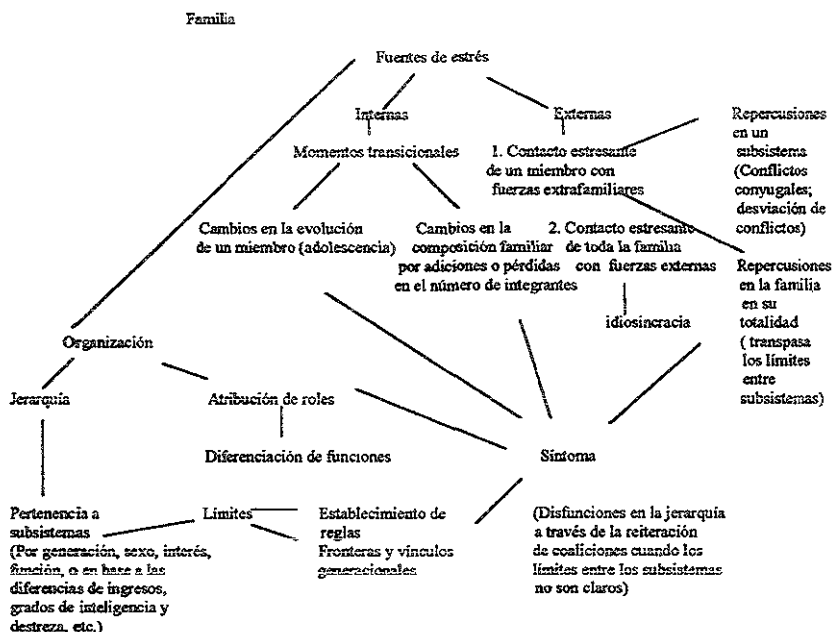 Familia
Fuentes de estrés
Internas
Externas
Momentos transicionales
1. Contacto estresante
de un miembro con
fuerzas extrafamiliares
Repercusiones
en un
subsistema
(Conflictos
conyugales;
desviación de
conflictos)
Cambios en la evolución
de un miembro (adolescencia)
Cambios en la
composición familiar
por adiciones o pérdidas
en el número de integrantes
2. Contacto estresante
de toda la familia
con fuerzas externas
idiosincracia
Repercusiones
en la familia
en su
totalidad
( transpasa
los límites
entre
subsistemas)
Organización
Jerarquía
Atribución de roles
Diferenciación de funciones
Síntoma
Pertenencia a
subsistemas
(Por generación, sexo, interés,
función, o en base a las
diferencias de ingresos,
grados de inteligencia y
destreza, etc.)
Límites
Establecimiento de
reglas
Fronteras y vínculos
generacionales
(Disfunciones en la jerarquía
a través de la reiteración
de coaliciones cuando los
límites entre los subsistemas
no son claros)